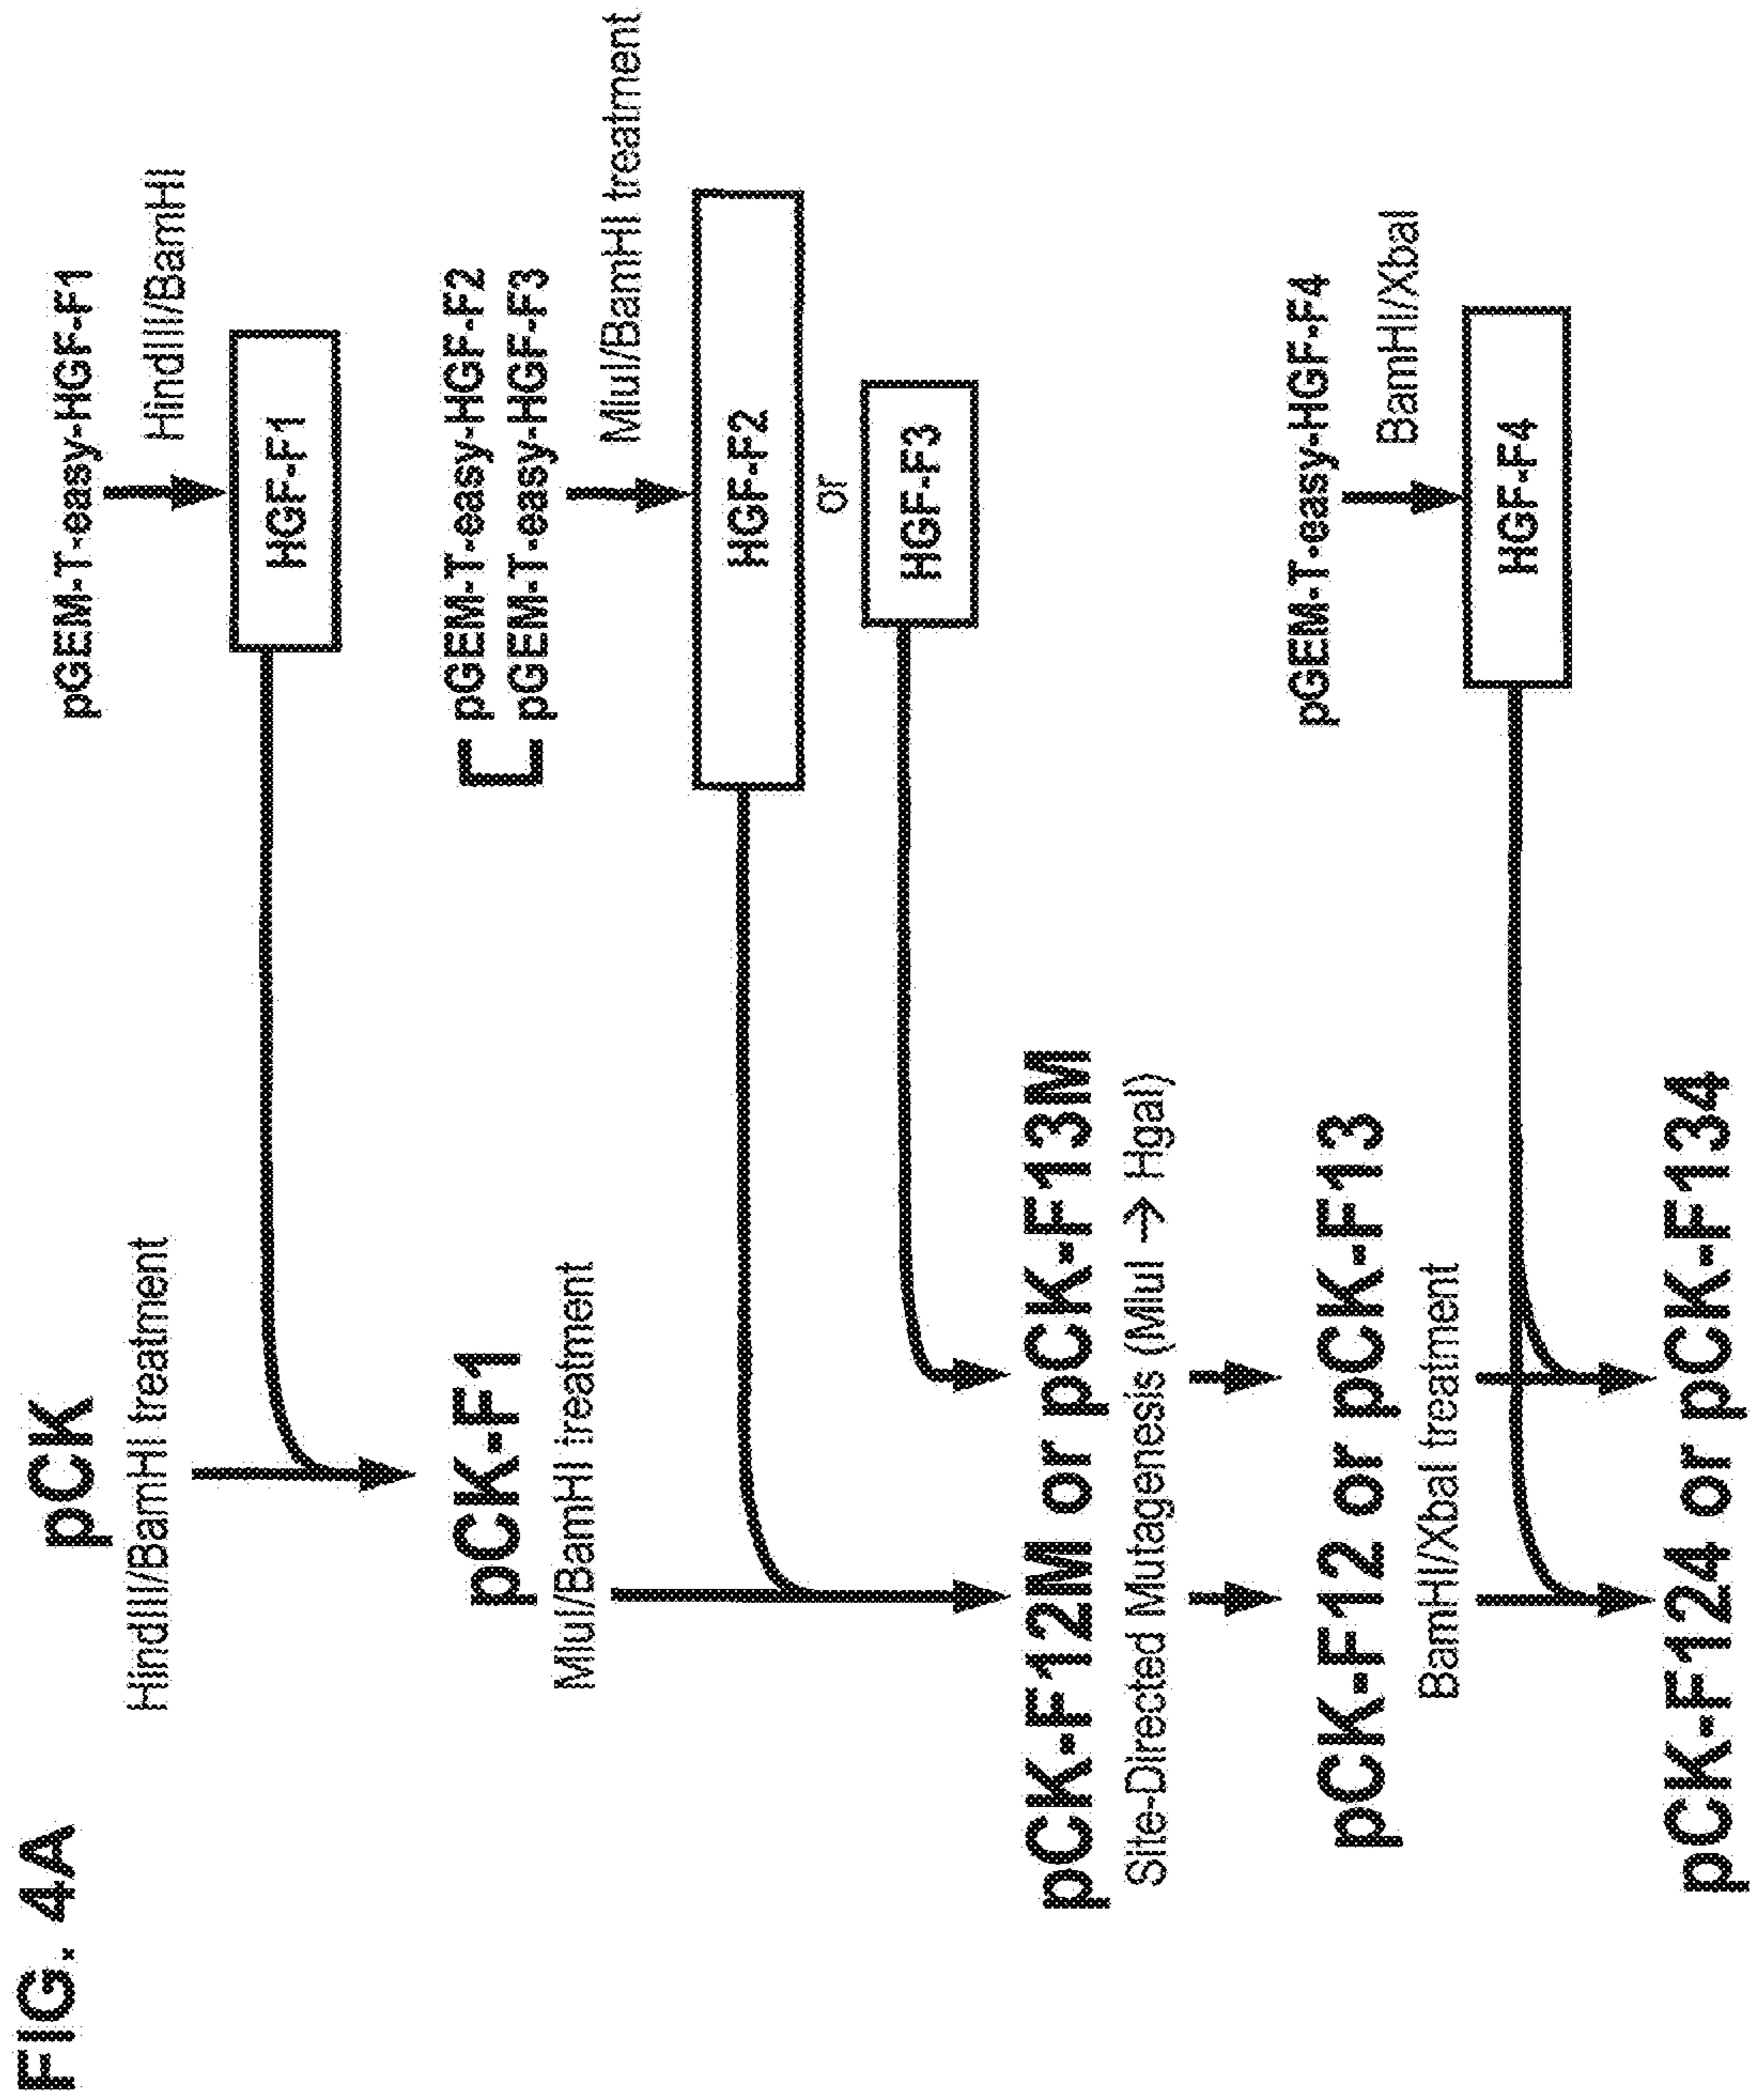 FIG. 4A
pCK
HindIII/BamHI treatment
pGEM-T-easy-HGF-F1
HindIII/BamHI
HGF-F1
pCK-F1
MluI/BamHI treatment
pGEM-T-easy-HGF-F2
pGEM-T-easy-HGF-F3
MluI/BamHI treatment
HGF-F2
or
HGF-F3
pCK-F12M or pCK-F13M
Site-Directed Mutagenesis (MluI → HgaI)
pCK-F12 or pCK-F13
BamHI/XbaI treatment
pGEM-T-easy-HGF-F4
BamHI/XbaI
HGF-F4
pCK-F124 or pCK-F134